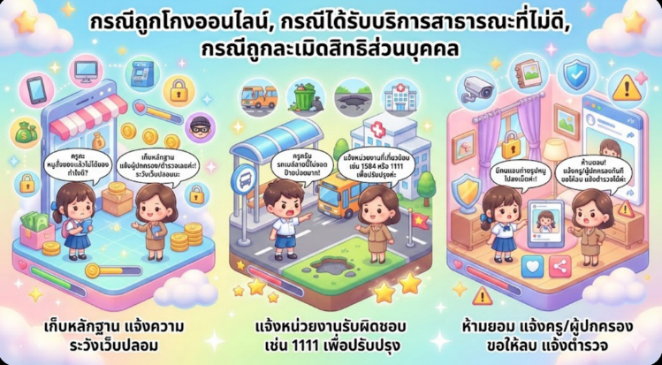 กรณีถูกโกงออนไลน์, กรณีได้รับบริการสาธารณะที่ไม่ดี,
กรณีถูกละเมิดสิทธิส่วนบุคคล
ครูคะ
หนูสั่งของแล้วไม่ได้ของ
ทำไงดี?
เก็บหลักฐาน
แจ้งผู้ปกครอง/ตำรวจเลยค่ะ!
ระวังเว็บปลอมนะ
ครูครับ
รถเมล์สายนี้ไม่จอด
ป้ายบ่อยมาก!
แจ้งหน่วยงานที่เกี่ยวข้อง
เช่น 1584 หรือ 1111
เพื่อปรับปรุงค่ะ
มีคนแอบถ่ายรูปหนู
ไปลงเน็ตค่ะ!
ห้ามยอม!
แจ้งครู/ผู้ปกครองทันที
ขอให้ลบ แจ้งตำรวจได้ค่ะ
เก็บหลักฐาน แจ้งความ
ระวังเว็บปลอม
แจ้งหน่วยงานรับผิดชอบ
เช่น 1111 เพื่อปรับปรุง
ห้ามยอม แจ้งครู/ผู้ปกครอง
ขอให้ลบ แจ้งตำรวจ